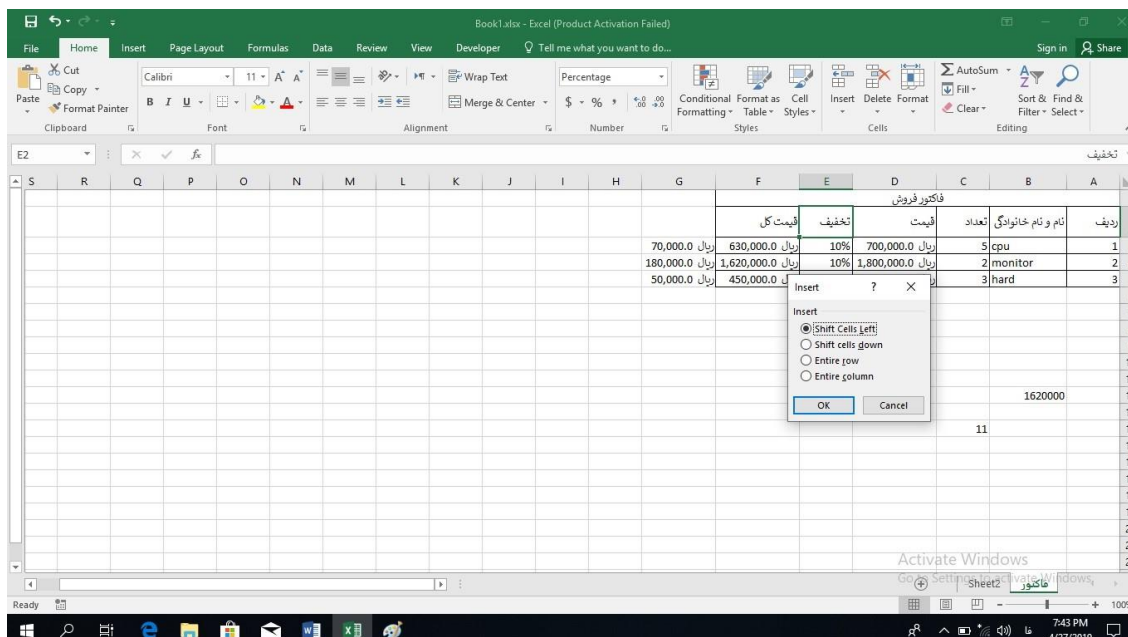 Book1.xlsx - Excel (Product Activation Failed)
File Home Insert Page Layout Formulas Data Review View Developer Tell me what you want to do... Sign in Share
Cut
Copy
Format Painter
Paste
Calibri 11 A A
B I U A
Wrap Text
Merge & Center
Percentage
$ % ,
Conditional Formatting
Format as Table
Cell Styles
Insert Delete Format
AutoSum
Fill
Clear
Sort & Filter
Find & Select
Clipboard Font Alignment Number Styles Cells Editing
E2 fx تخفیف
S R Q P O N M L K J I H G F E D C B A
فاکتور فروش
ردیف نام و نام خانوادگی تعداد قیمت تخفیف قیمت کل
1 cpu 5 ریال 700,000.0 10% ریال 630,000.0 ریال 70,000.0
2 monitor 2 ریال 1,800,000.0 10% ریال 1,620,000.0 ریال 180,000.0
3 hard 3 450,000.0 ریال 50,000.0
Insert ? ×
Insert
Shift Cells Left
Shift cells down
Entire row
Entire column
OK Cancel
1620000
11
Activate Windows
Go to Settings to activate Windows.
Sheet2 فاکتور
Ready 100%
فا 7:43 PM
4/27/2019